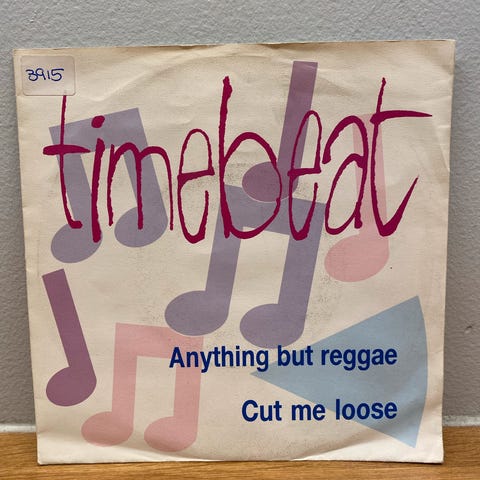 3915
timebeat
Anything but reggae
Cut me loose